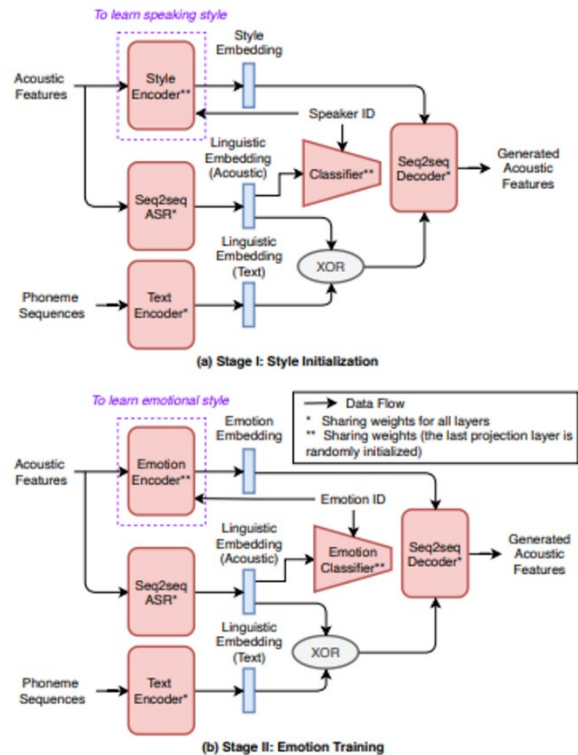 To learn speaking style
Style
Embedding
Acoustic
Features
Style
Encoder**
Speaker ID
Linguistic
Embedding
(Acoustic)
Classifier**
Seq2seq
Decoder*
Generated
Acoustic
Features
Seq2seq
ASR*
Linguistic
Embedding
(Text)
XOR
Phoneme
Sequences
Text
Encoder*
(a) Stage I: Style Initialization
To learn emotional style
Data Flow
* Sharing weights for all layers
** Sharing weights (the last projection layer is
randomly initialized)
Emotion
Embedding
Acoustic
Features
Emotion
Encoder**
Emotion ID
Linguistic
Embedding
(Acoustic)
Emotion
Classifier**
Seq2seq
Decoder*
Generated
Acoustic
Features
Seq2seq
ASR*
Linguistic
Embedding
(Text)
XOR
Phoneme
Sequences
Text
Encoder*
(b) Stage II: Emotion Training